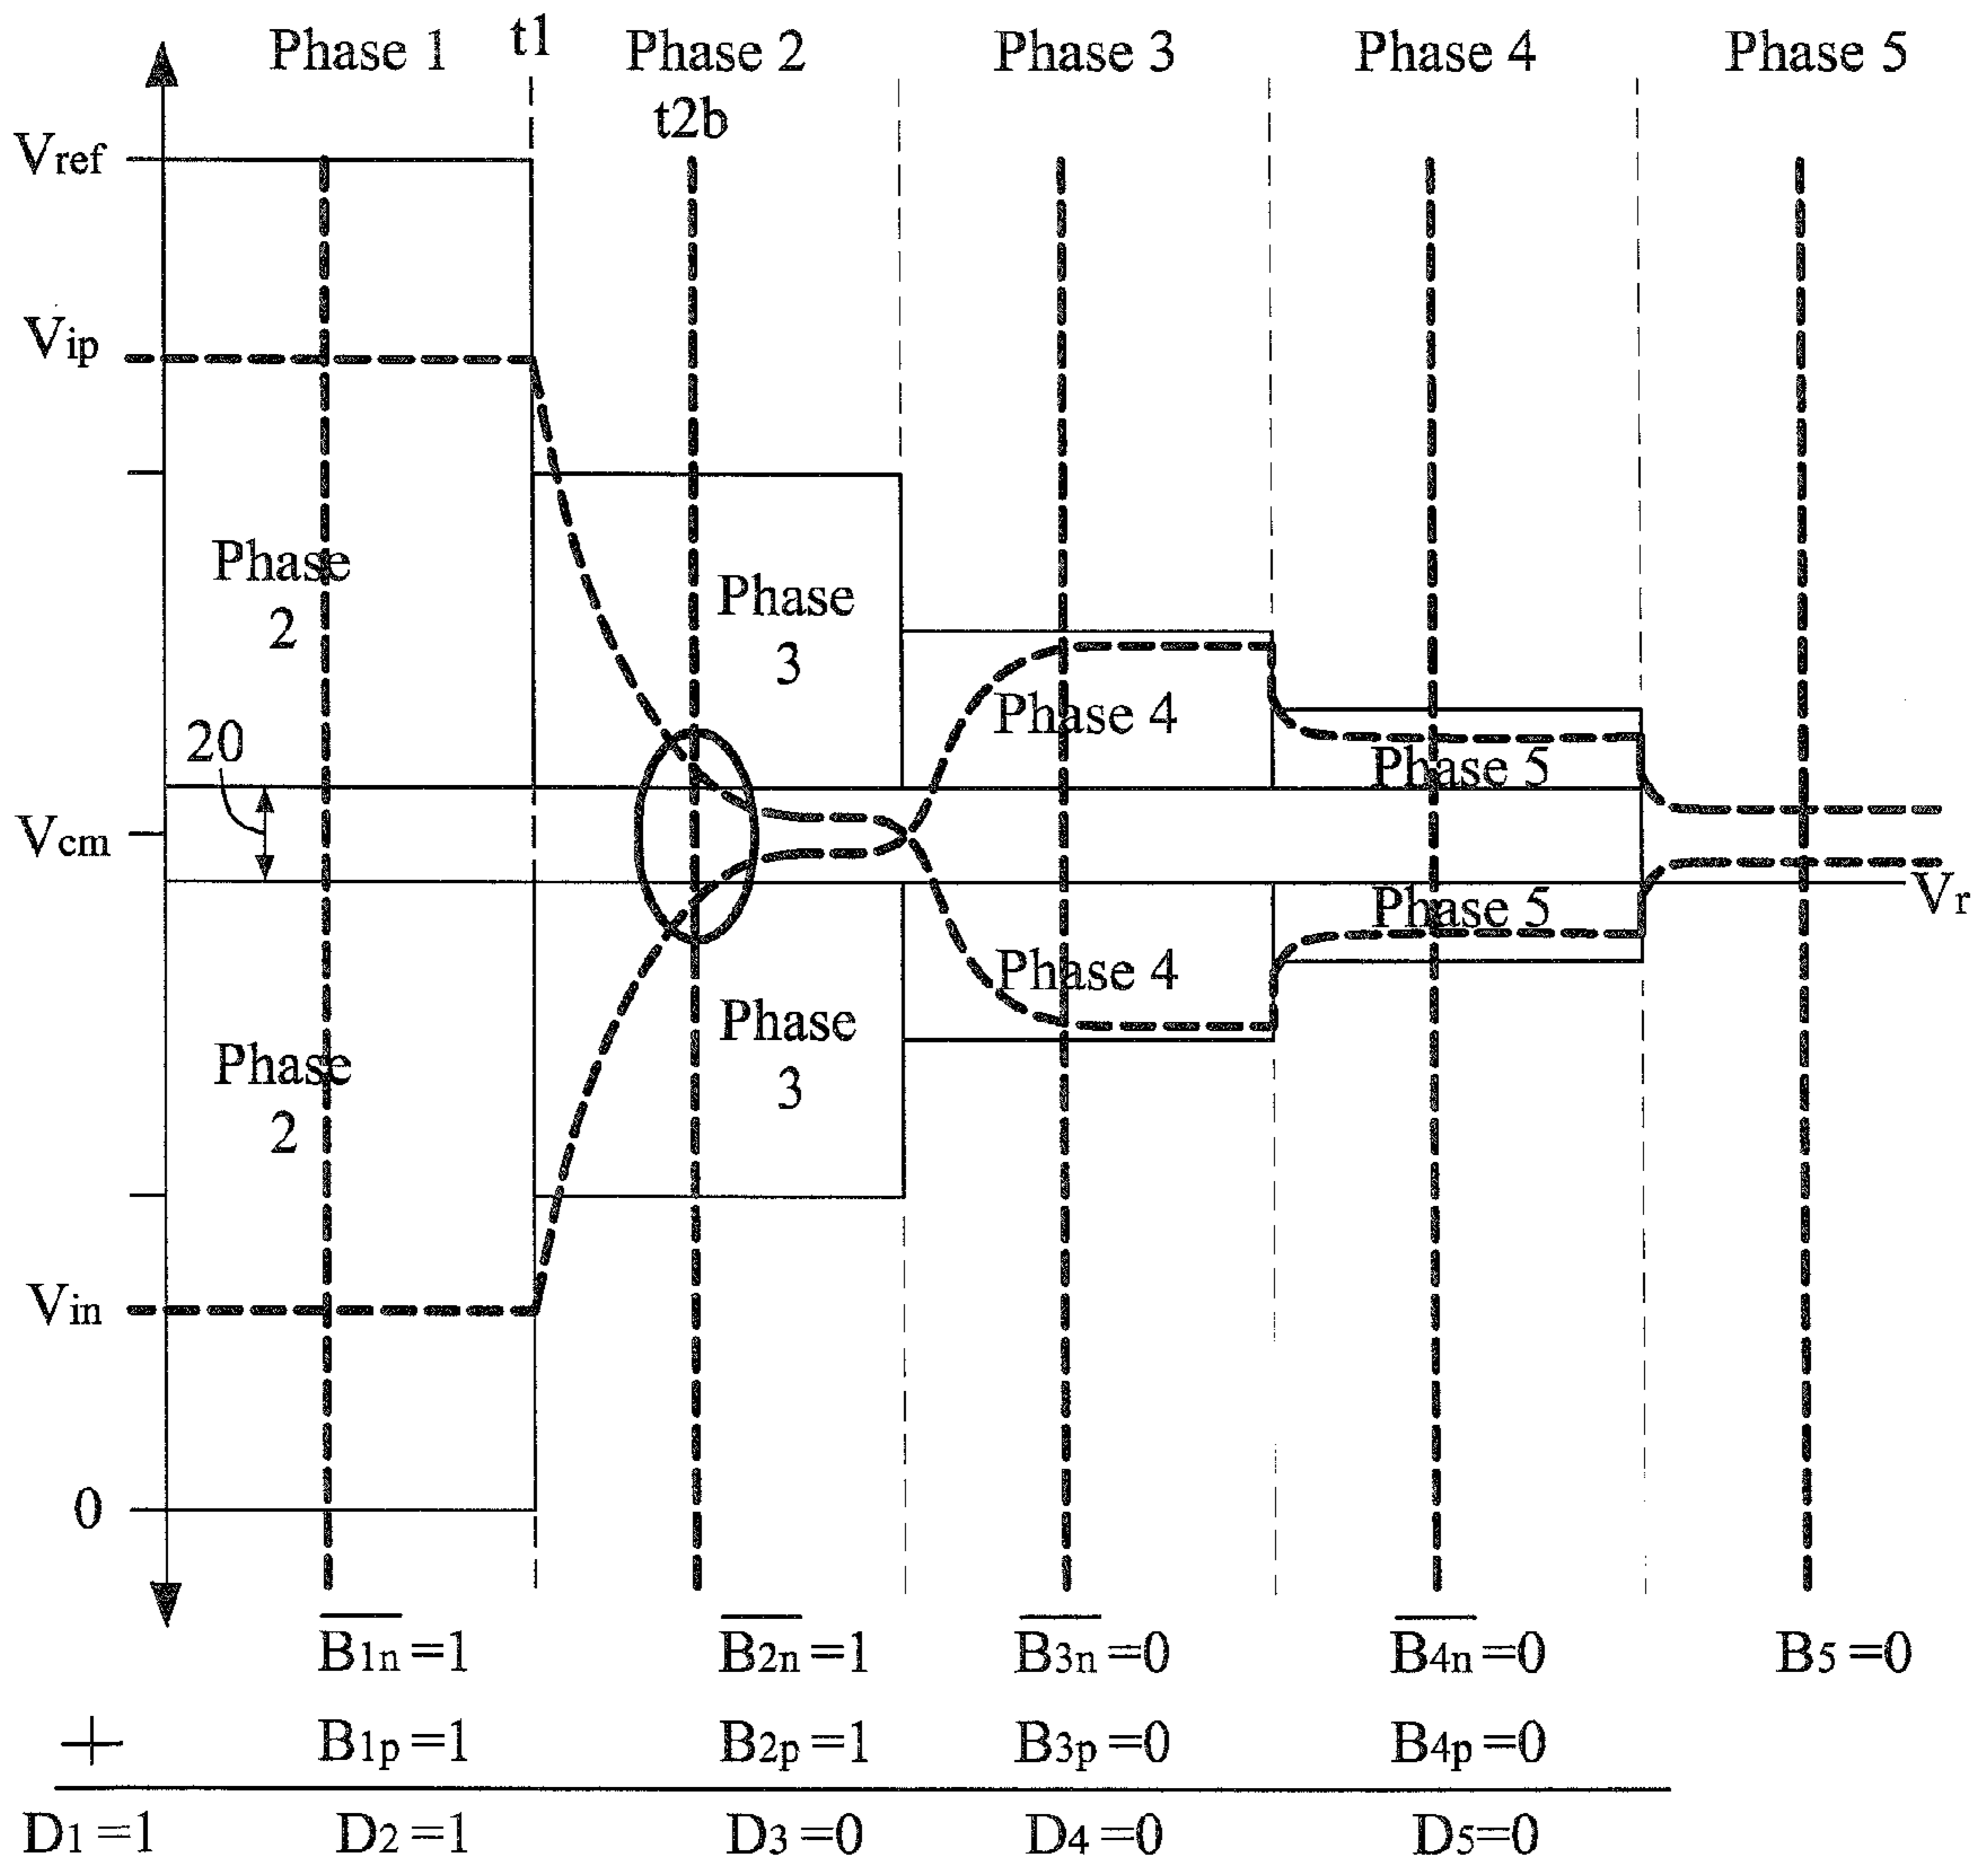 Phase 1 t1 Phase 2 Phase 3 Phase 4 Phase 5
t2b
Vref
Vip
Phase
2
Phase
3
Phase 4
20
Phase 5
Vcm
Phase 5
Vr
Phase 4
Phase
3
Phase
2
Vin
0
B1n =1 B2n =1 B3n =0 B4n =0 B5 =0
+ B1p =1 B2p =1 B3p =0 B4p =0
D1 =1 D2 =1 D3 =0 D4 =0 D5=0